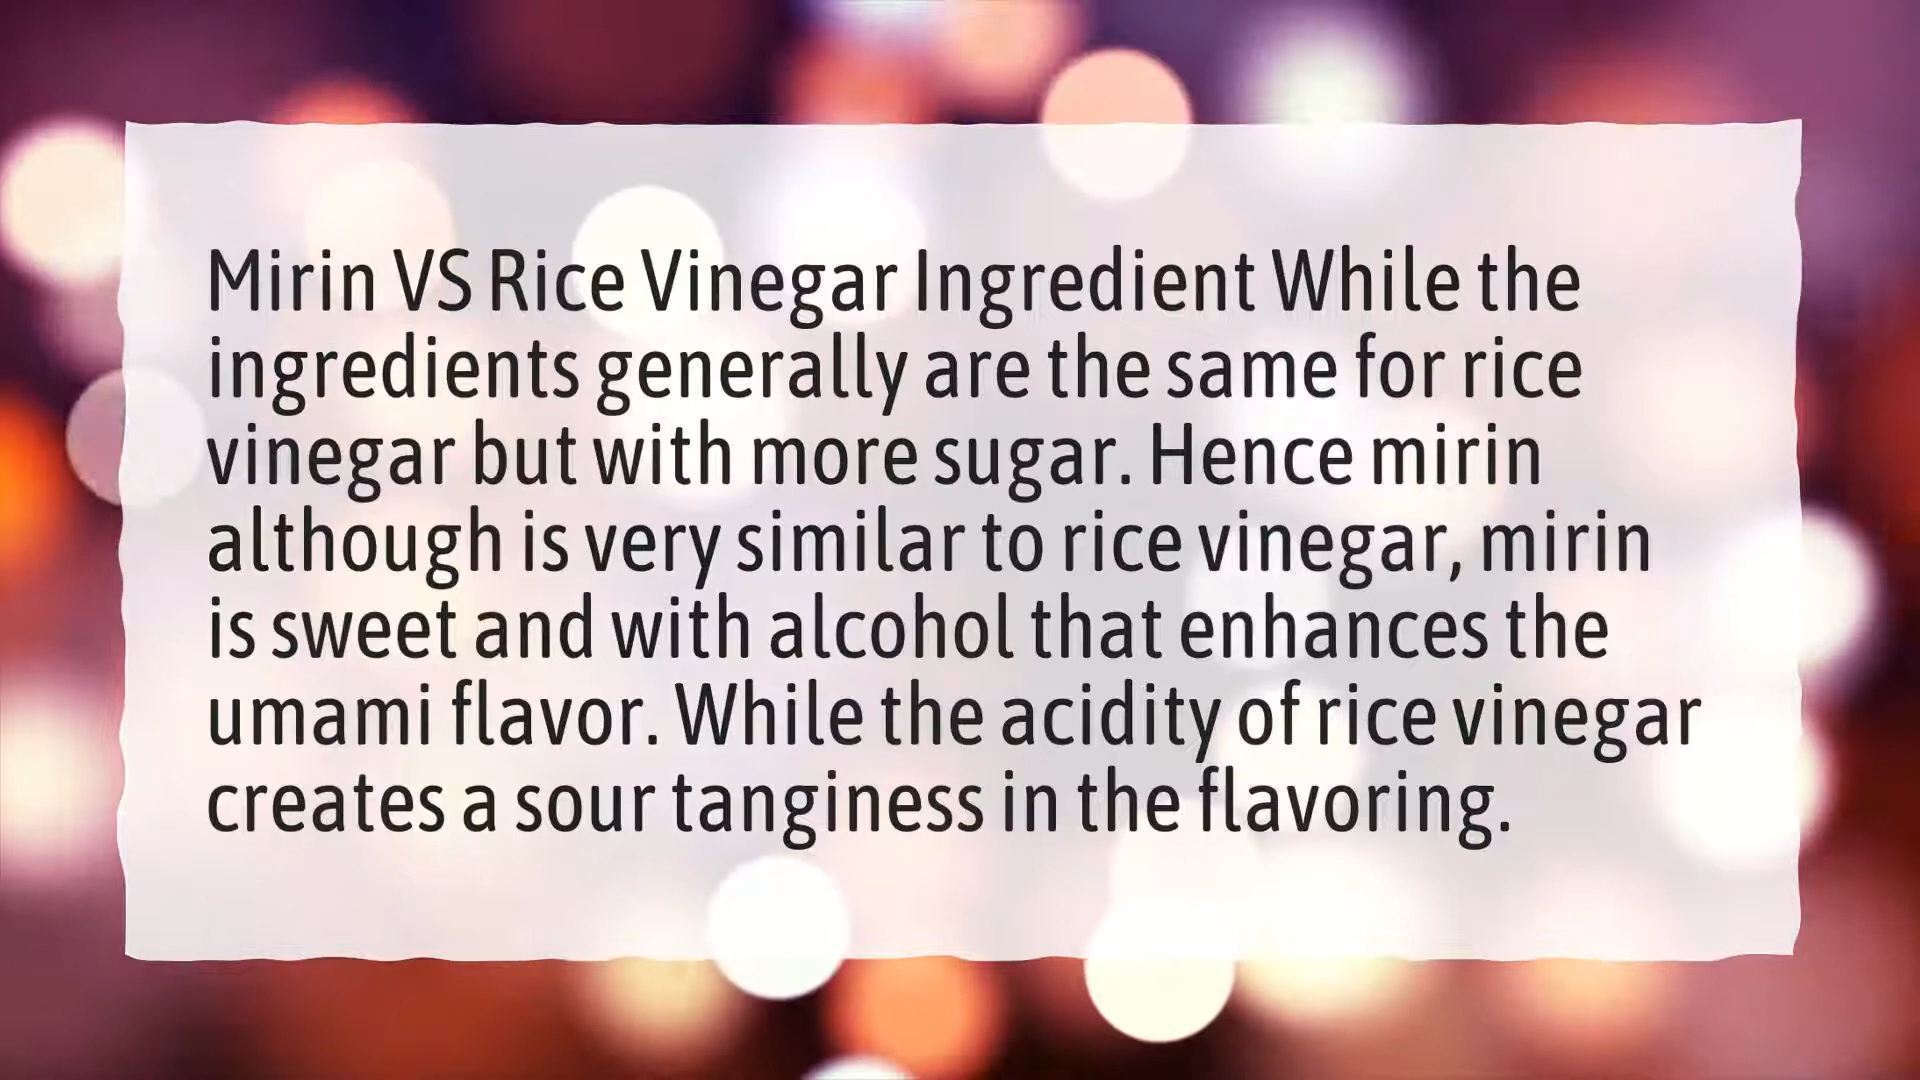 Mirin VS Rice Vinegar Ingredient While the
ingredients generally are the same for rice
vinegar but with more sugar. Hence mirin
although is very similar to rice vinegar, mirin
is sweet and with alcohol that enhances the
umami flavor. While the acidity of rice vinegar
creates a sour tanginess in the flavoring.